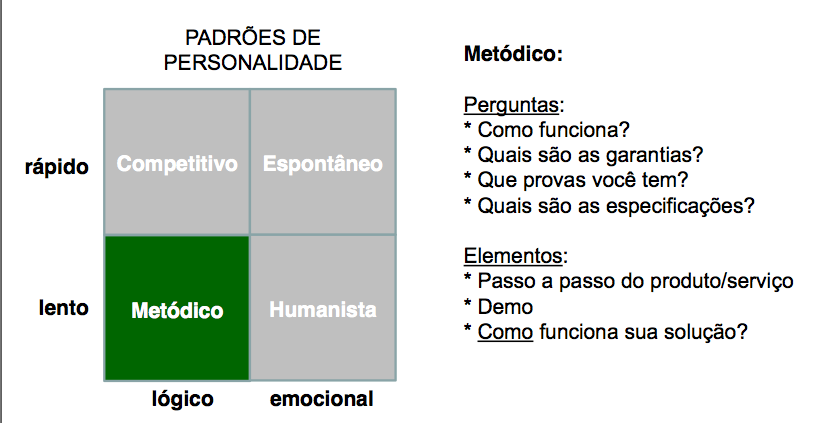 PADRÕES DE
PERSONALIDADE
rápido
Competitivo
Espontâneo
lento
Metódico
Humanista
lógico
emocional
Metódico:
Perguntas:
* Como funciona?
* Quais são as garantias?
* Que provas você tem?
* Quais são as especificações?
Elementos:
* Passo a passo do produto/serviço
* Demo
* Como funciona sua solução?